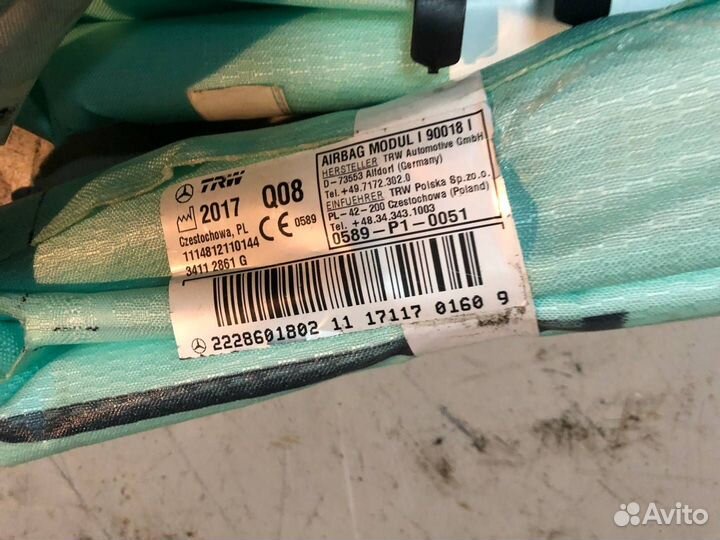 TRW
2017 Q08
Czestochowa, PL
0589
1114812110144
3411 2861 G
AIRBAG MODUL I 90018 I
HERSTELLER TRW Automotive GmbH
D-73553 Alfdorf (Germany)
Tel.+49.7172.302.0
EINFUEHRER TRW Polska Sp.zo.o.
PL-42-200 Czestochowa (Poland)
Tel. +48.34.343.1003
0589-P1-0051
2228601802 11 17117 0160 9
Avito